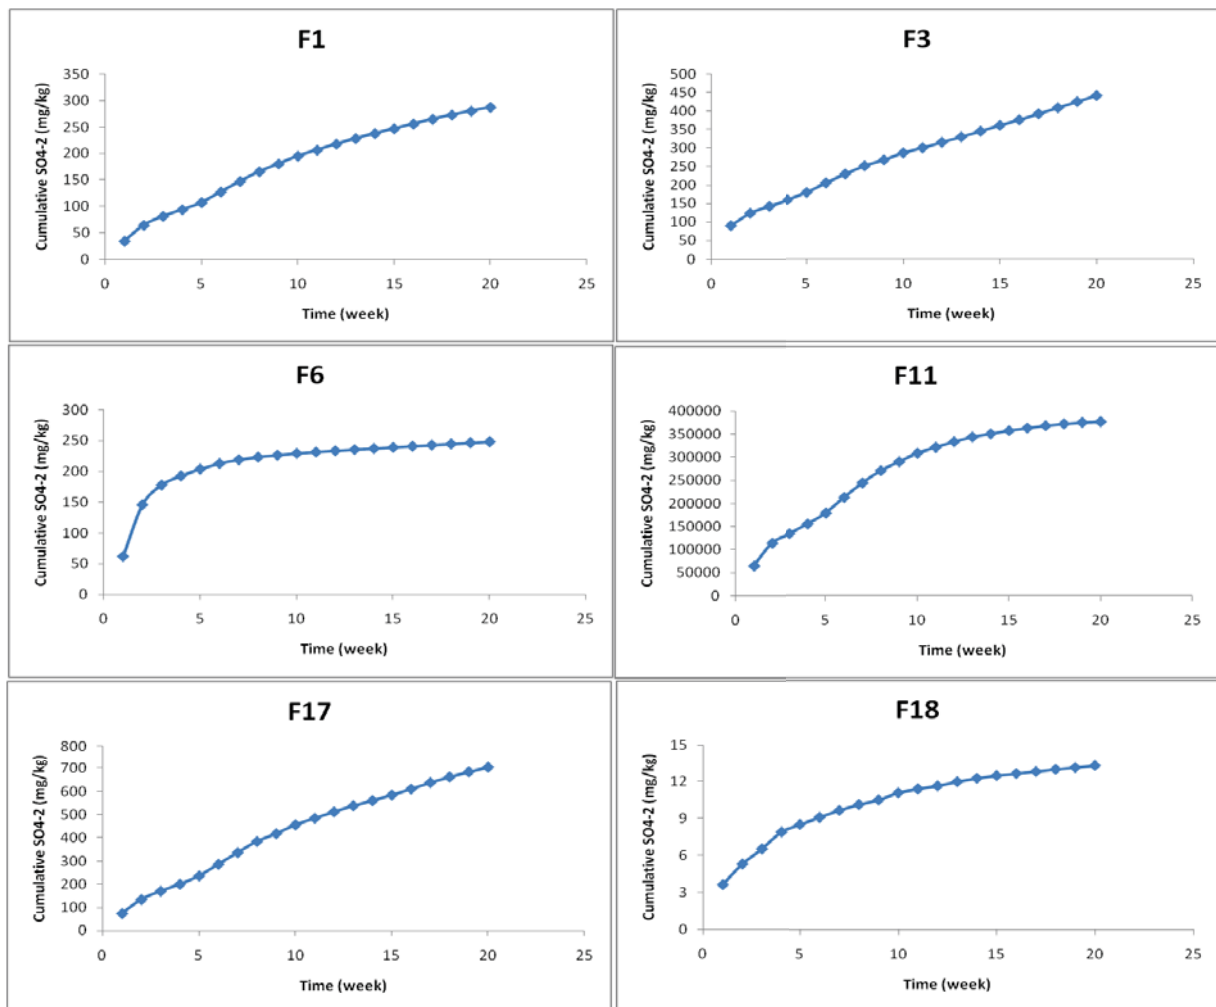 F1
Cumulative SO4-2 (mg/kg)
350
300
250
200
150
100
50
0
0 5 10 15 20 25
Time (week)
F3
Cumulative SO4-2 (mg/kg)
500
450
400
350
300
250
200
150
100
50
0
0 5 10 15 20 25
Time (week)
F6
Cumulative SO4-2 (mg/kg)
300
250
200
150
100
50
0
0 5 10 15 20 25
Time (week)
F11
Cumulative SO4-2 (mg/kg)
400000
350000
300000
250000
200000
150000
100000
50000
0
0 5 10 15 20 25
Time (week)
F17
Cumulative SO4-2 (mg/kg)
800
700
600
500
400
300
200
100
0
0 5 10 15 20 25
Time (week)
F18
Cumulative SO4-2 (mg/kg)
15
12
9
6
3
0
0 5 10 15 20 25
Time (week)